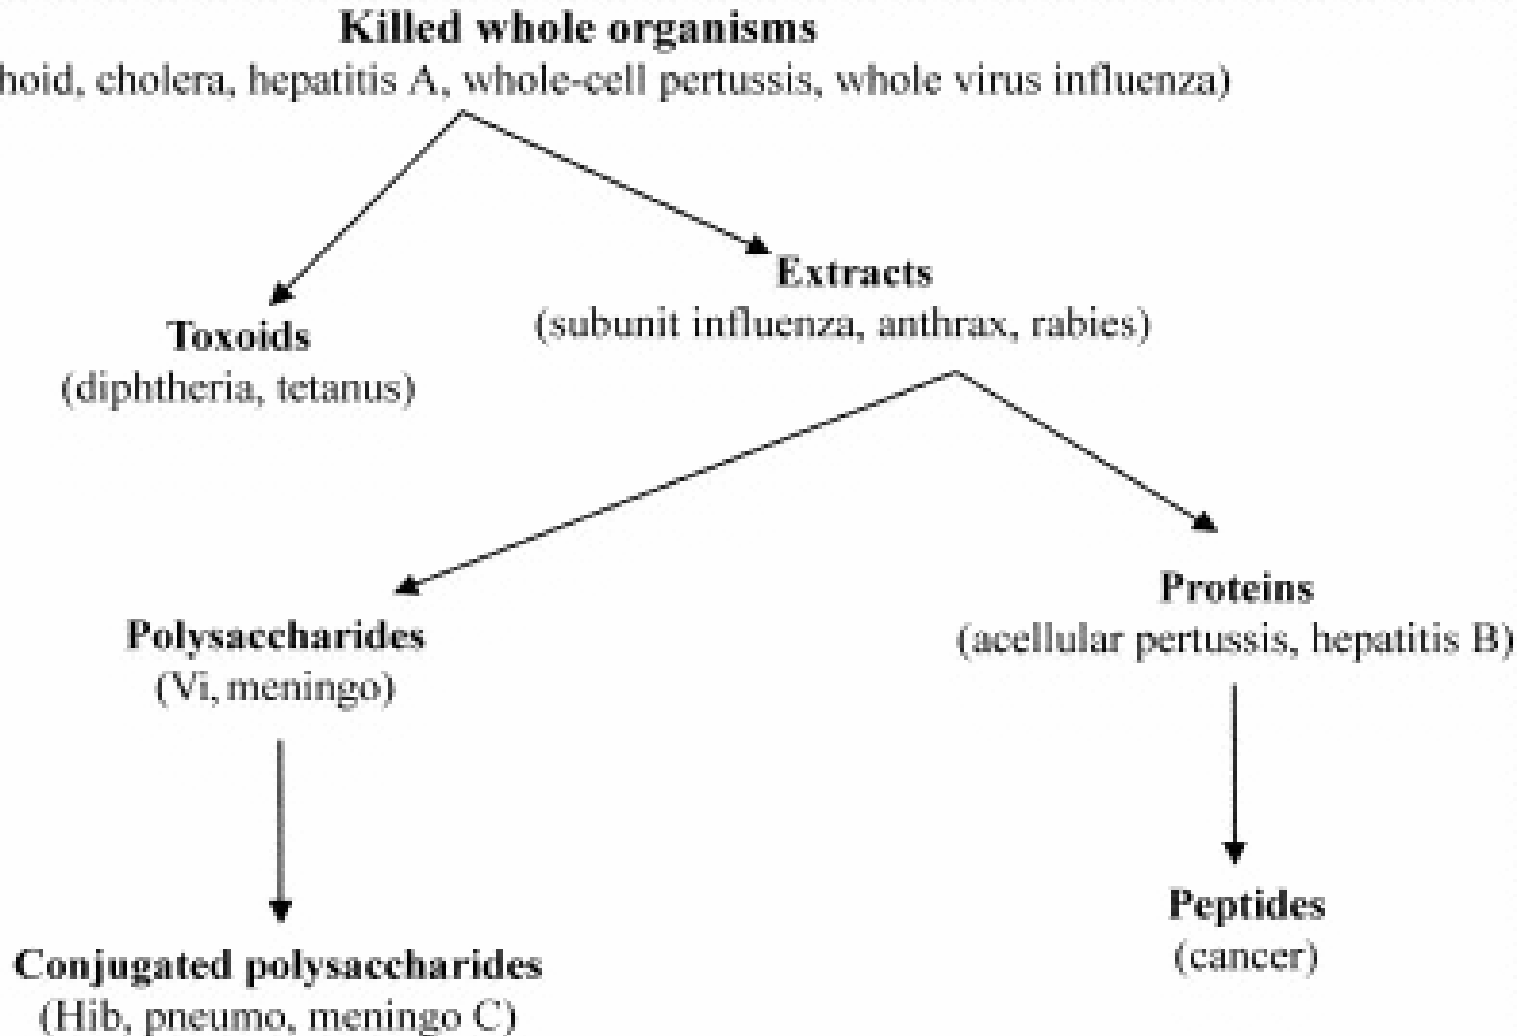 Killed whole organisms
hoid, cholera, hepatitis A, whole-cell pertussis, whole virus influenza)
Extracts
(subunit influenza, anthrax, rabies)
Toxoids
(diphtheria, tetanus)
Proteins
(acellular pertussis, hepatitis B)
Polysaccharides
(Vi, meningo)
Peptides
(cancer)
Conjugated polysaccharides
(Hib, pneumo, meningo C)